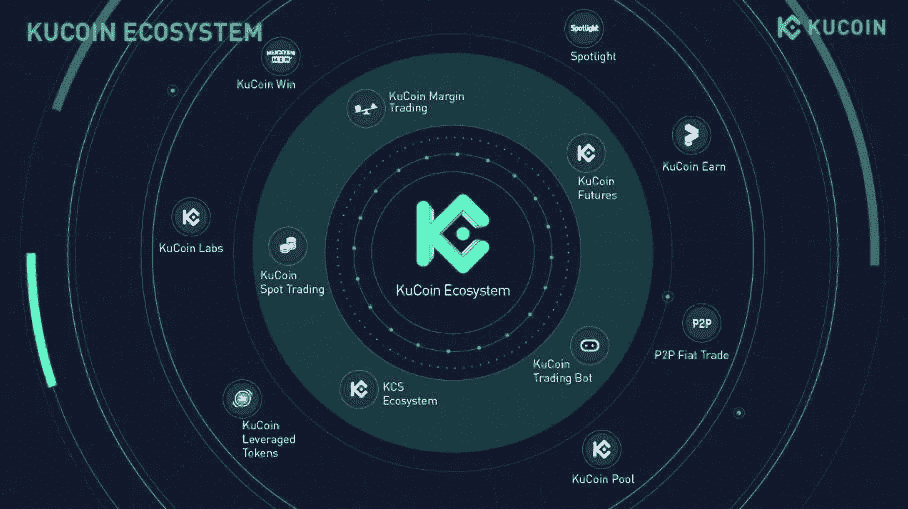 KUCOIN ECOSYSTEM
KUCOIN
Spotlight
Spotlight
KuCoin Win
KuCoin Margin
Trading
KuCoin Earn
KuCoin
Futures
KuCoin Labs
KuCoin
Spot Trading
KuCoin Ecosystem
P2P
P2P Fiat Trade
KuCoin
Trading Bot
KCS
Ecosystem
KuCoin
Leveraged
Tokens
KuCoin Pool